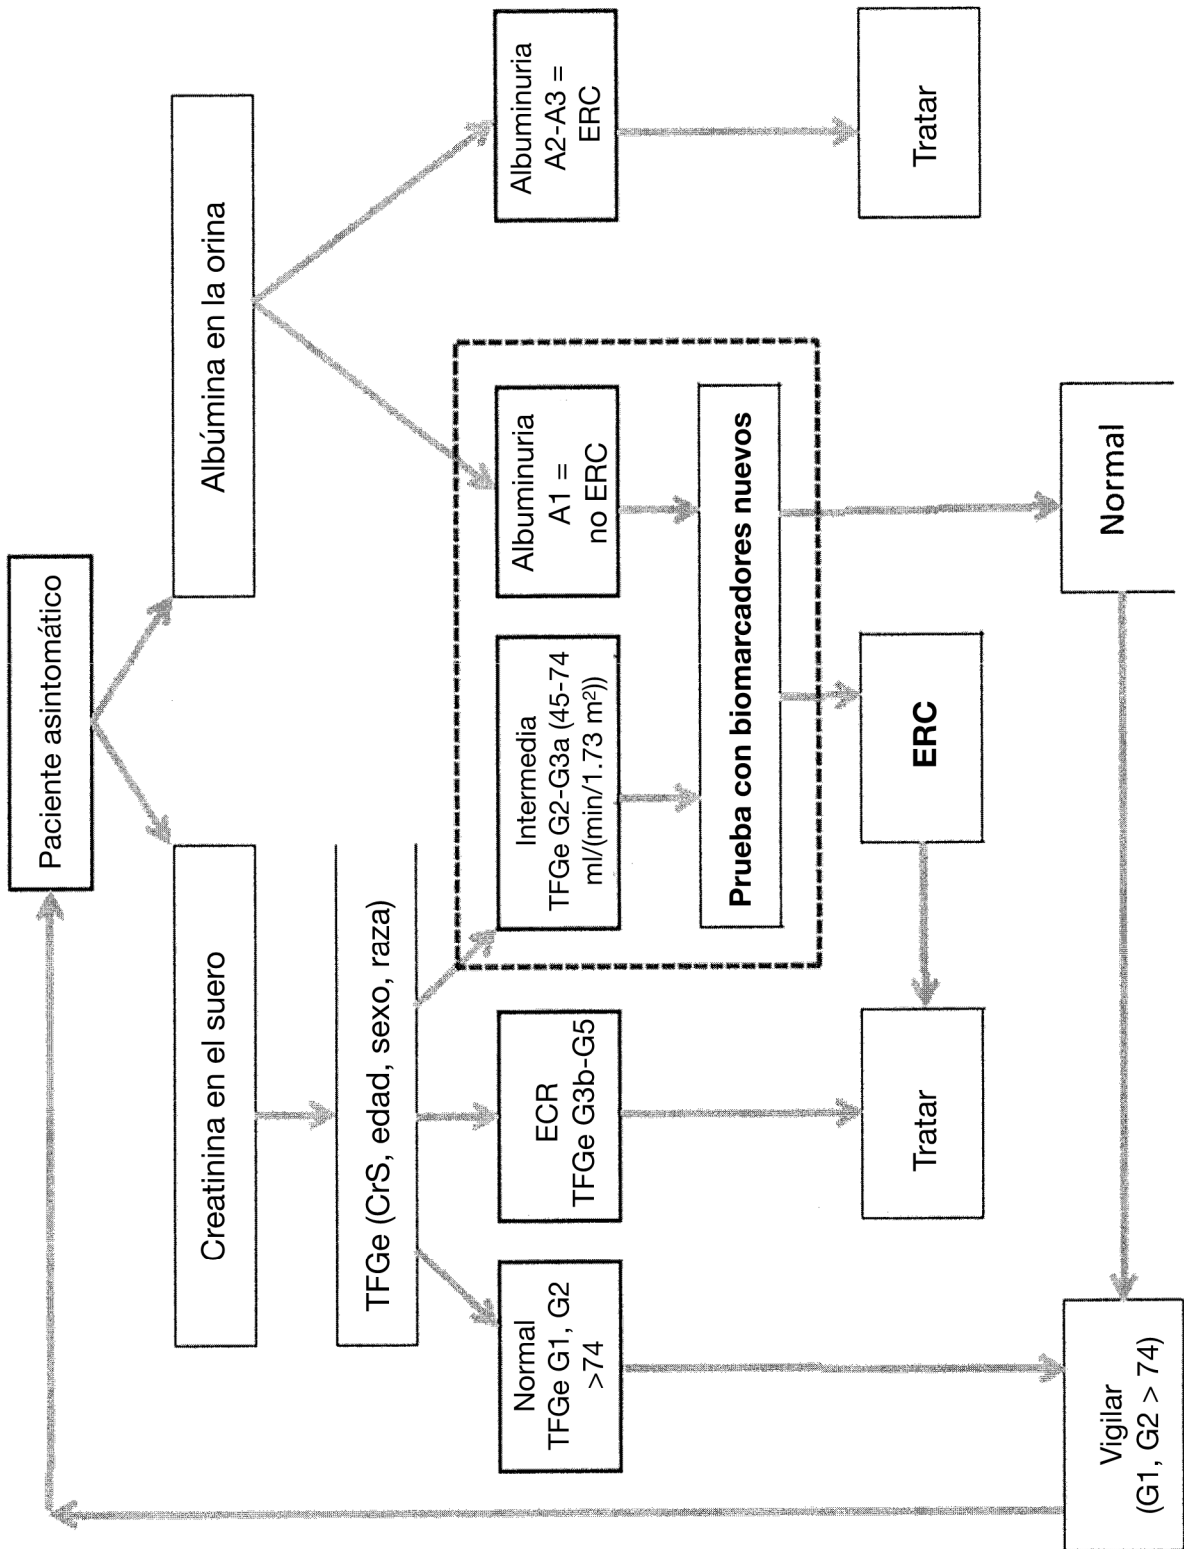 Paciente asintomático
Creatinina en el suero
Albúmina en la orina
TFGe (CrS, edad, sexo, raza)
Normal
TFGe G1, G2
>74
ECR
TFGe G3b-G5
Intermedia
TFGe G2-G3a (45-74
ml/(min/1.73 m²))
Albuminuria
A1 =
no ERC
Albuminuria
A2-A3 =
ERC
Prueba con biomarcadores nuevos
Tratar
ERC
Tratar
Vigilar
(G1, G2 > 74)
Normal